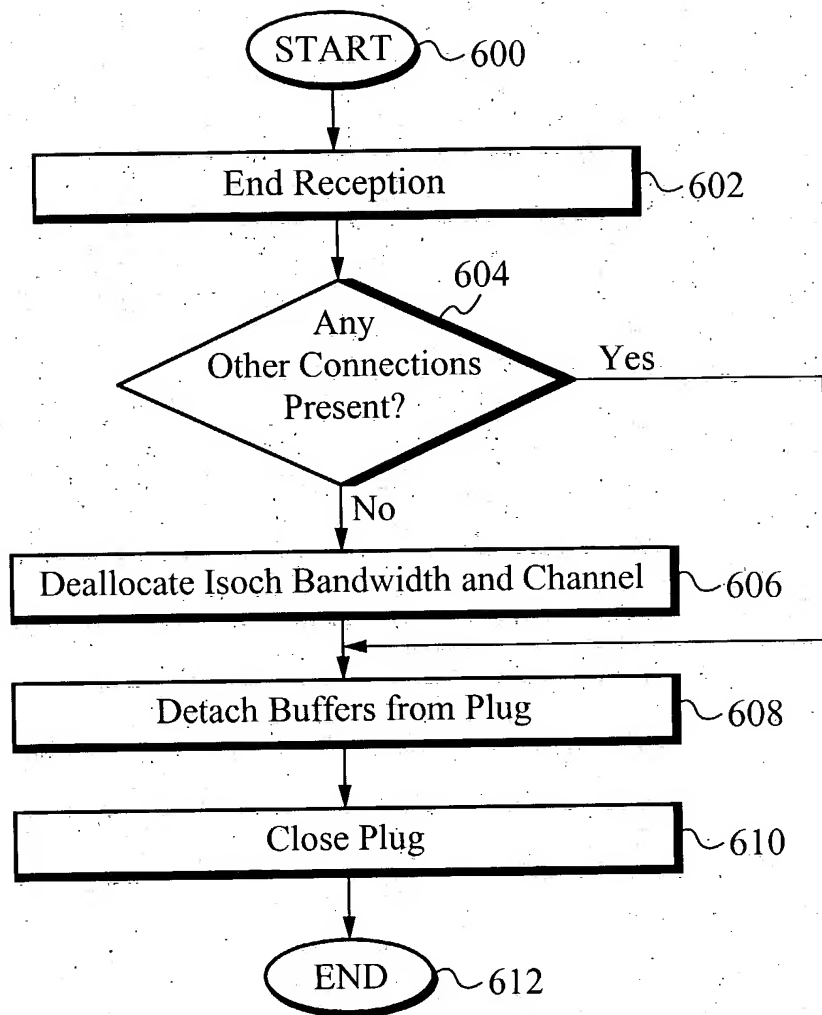 START
600
End Reception
602
604
Any
Other Connections
Present?
Yes
No
Deallocate Isoch Bandwidth and Channel
606
Detach Buffers from Plug
608
Close Plug
610
END
612